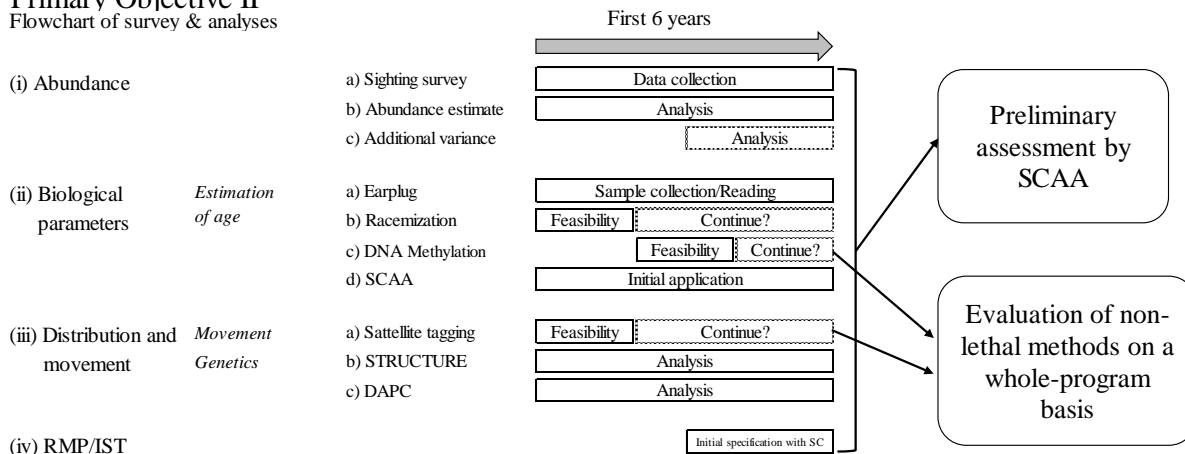 Primary Objective II
Flowchart of survey & analyses
First 6 years
(i) Abundance
a) Sighting survey
Data collection
b) Abundance estimate
Analysis
c) Additional variance
Analysis
Preliminary
assessment by
SCAA
(ii) Biological
parameters
Estimation
of age
a) Earplug
Sample collection/Reading
b) Racemization
Feasibility
Continue?
c) DNA Methylation
Feasibility
Continue?
d) SCAA
Initial application
(iii) Distribution and
movement
Movement
Genetics
a) Sattellite tagging
Feasibility
Continue?
b) STRUCTURE
Analysis
c) DAPC
Analysis
Evaluation of non-
lethal methods on a
whole-program
basis
(iv) RMP/IST
Initial specification with SC